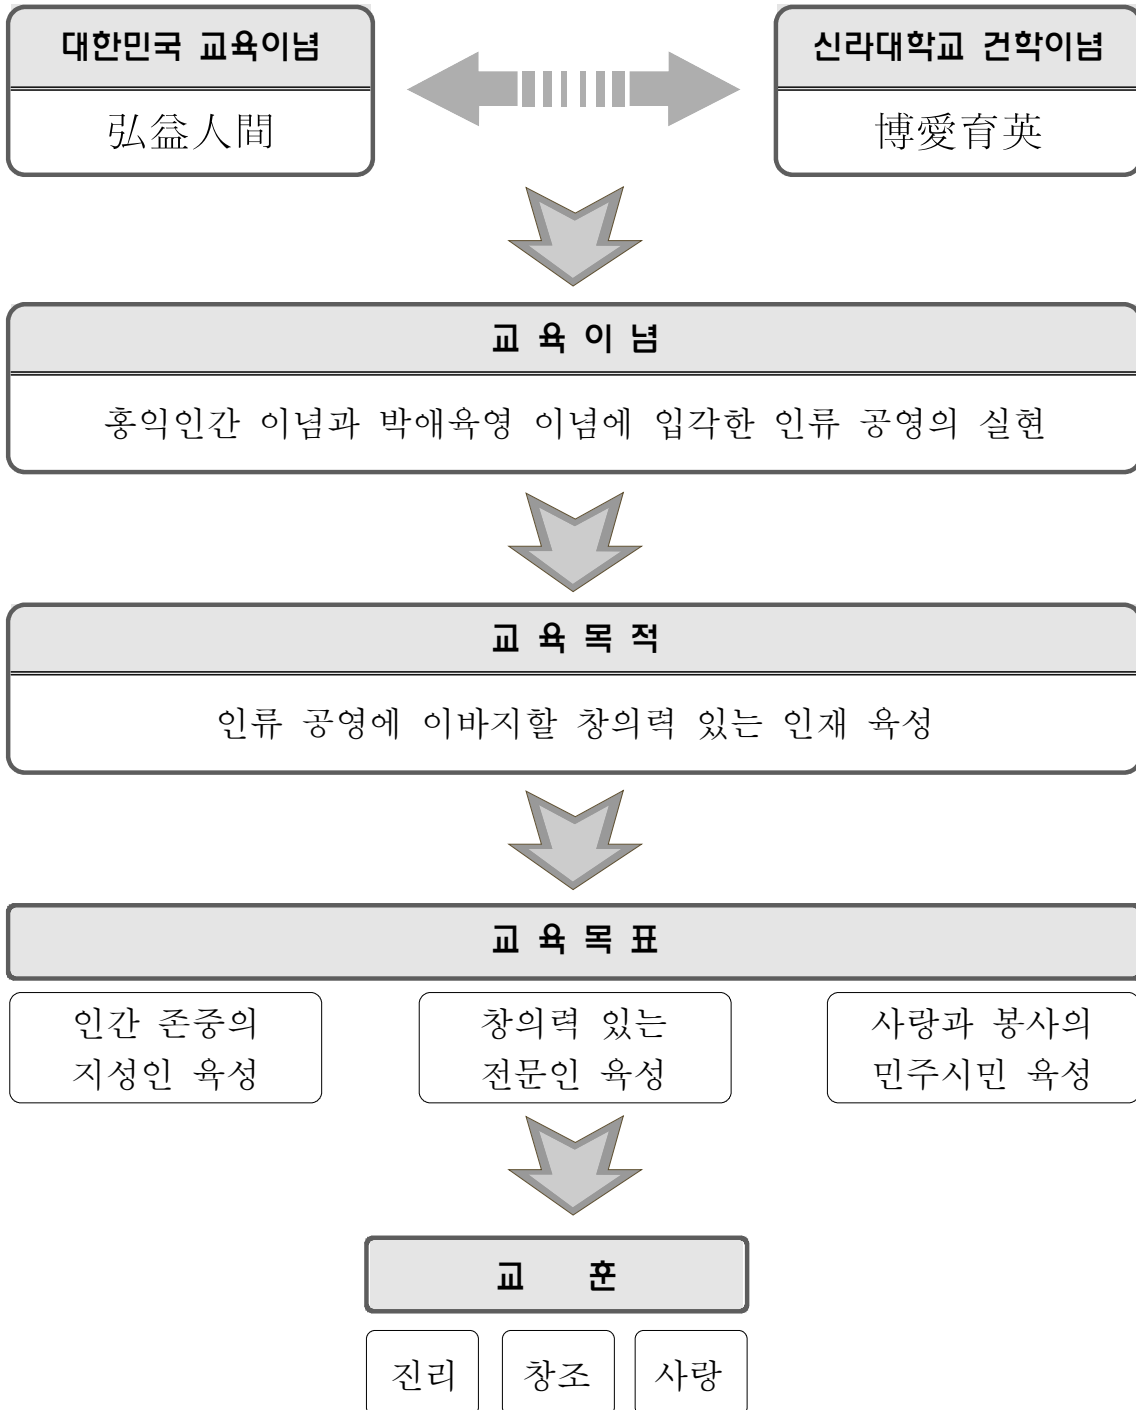 대한민국 교육이념
신라대학교 건학이념
弘益人間
博愛育英
교 육 이 념
홍익인간 이념과 박애육영 이념에 입각한 인류 공영의 실현
교 육 목 적
인류 공영에 이바지할 창의력 있는 인재 육성
교 육 목 표
인간 존중의
지성인 육성
창의력 있는
전문인 육성
사랑과 봉사의
민주시민 육성
교 훈
진리
창조
사랑